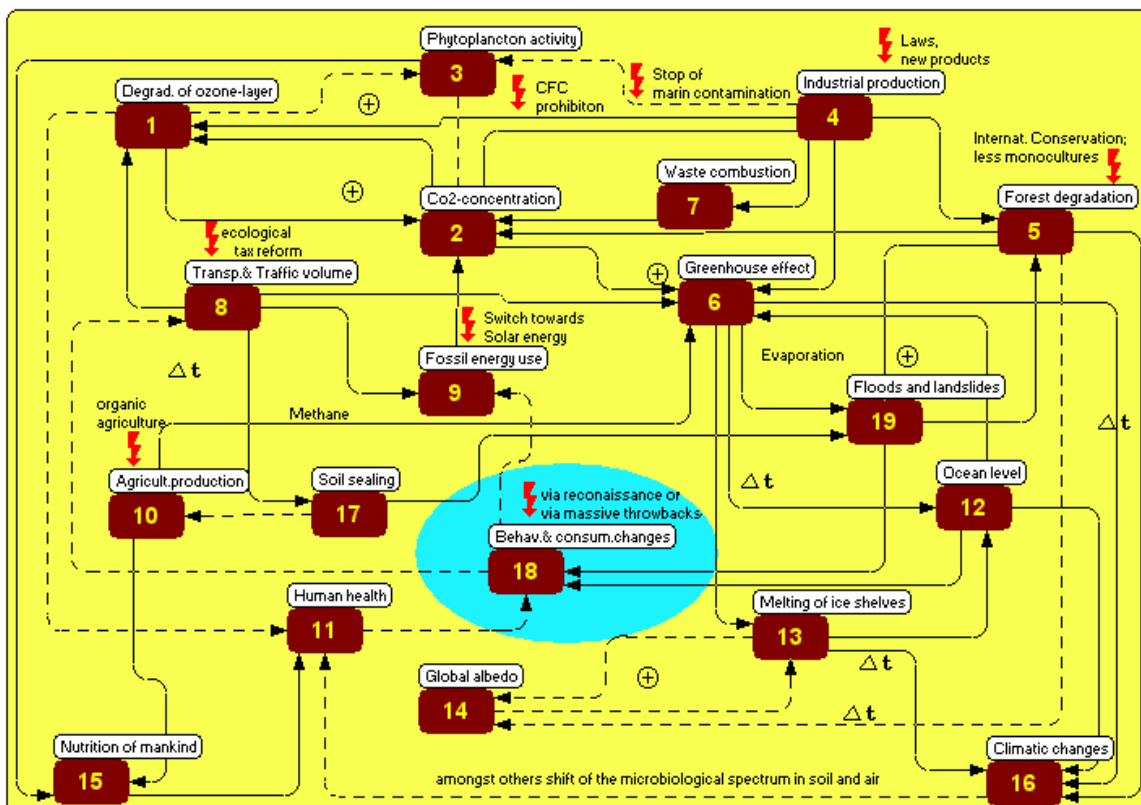 Phytoplancton activity
3
Laws,
new products
Stop of
marin contamination
CFC
prohibiton
Industrial production
4
Degrad. of ozone-layer
1
Internat. Conservation;
less monocultures
Waste combustion
7
Forest degradation
5
Co2-concentration
2
ecological
tax reform
Transp.& Traffic volume
8
Greenhouse effect
6
Switch towards
Solar energy
Evaporation
Fossil energy use
9
Δ t
Floods and landslides
19
organic
agriculture
Methane
Δ t
Agricult.production
10
Soil sealing
17
Ocean level
12
Δ t
via reconaissance or
via massive throwbacks
Behav.& consum.changes
18
Human health
11
Melting of ice shelves
13
Δ t
Global albedo
14
Δ t
Nutrition of mankind
15
Climatic changes
16
amongst others shift of the microbiological spectrum in soil and air